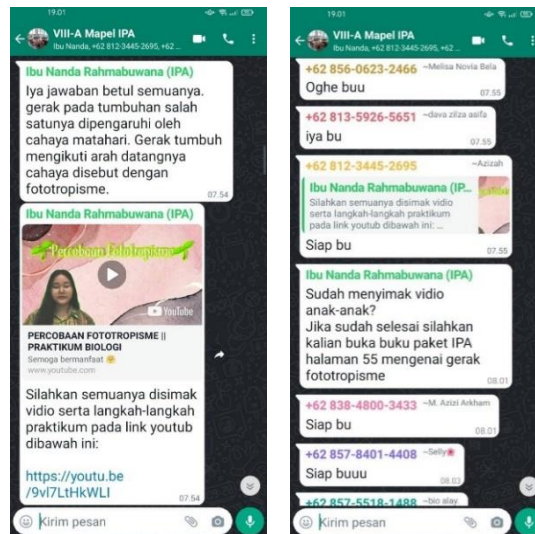 19.01
VIII-A Mapel IPA
Ibu Nanda, +62 812-3445-2695, +62 ...
Ibu Nanda Rahmabuwana (IPA)
Iya jawaban betul semuanya.
gerak pada tumbuhan salah
satunya dipengaruhi oleh
cahaya matahari. Gerak tumbuh
mengikuti arah datangnya
cahaya disebut dengan
fototropisme.
07.54
Ibu Nanda Rahmabuwana (IPA)
Percobaan Fototropisme
YouTube
PERCOBAAN FOTOTROPISME ||
PRAKTIKUM BIOLOGI
Semoga bermanfaat 🤗
www.youtube.com
Silahkan semuanya disimak
vidio serta langkah-langkah
praktikum pada link youtub
dibawah ini:
https://youtu.be
/9vl7LtHkWLI
07.54
Kirim pesan
19.01
VIII-A Mapel IPA
Ibu Nanda, +62 812-3445-2695, +62 ...
+62 856-0623-2466 ~Melisa Novia Bela
Oghe buu
07.55
+62 813-5926-5651 ~dava zliza asifa
iya bu
07.55
+62 812-3445-2695 ~Azizah
Ibu Nanda Rahmabuwana (IP...
Silahkan semuanya disimak vidio
serta langkah-langkah praktikum
pada link youtub dibawah ini: ...
Siap bu
07.55
Ibu Nanda Rahmabuwana (IPA)
Sudah menyimak vidio
anak-anak?
Jika sudah selesai silahkan
kalian buka buku paket IPA
halaman 55 mengenai gerak
fototropisme
08.01
+62 838-4800-3433 ~M. Azizi Arkham
Siap bu
08.01
+62 857-8401-4408 ~Selly🌸
Siap buuu
08.03
+62 857-5518-1488 ~bio alay
Kirim pesan